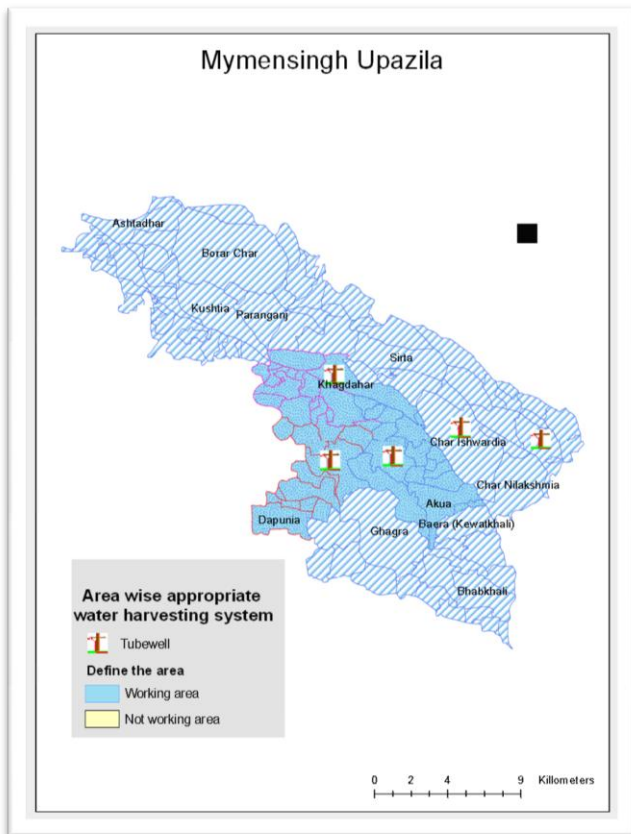 Mymensingh Upazila
Ashtadhar
Borar Char
Kushtia
Paranganj
Sirta
Khagdahar
Char Ishwardia
Char Nilakshmia
Akua
Dapunia
Baera (Kewatkhali)
Ghagra
Bhabkhali
Area wise appropriate
water harvesting system
Tubewell
Define the area
Working area
Not working area
0 2 4 9 Killometers